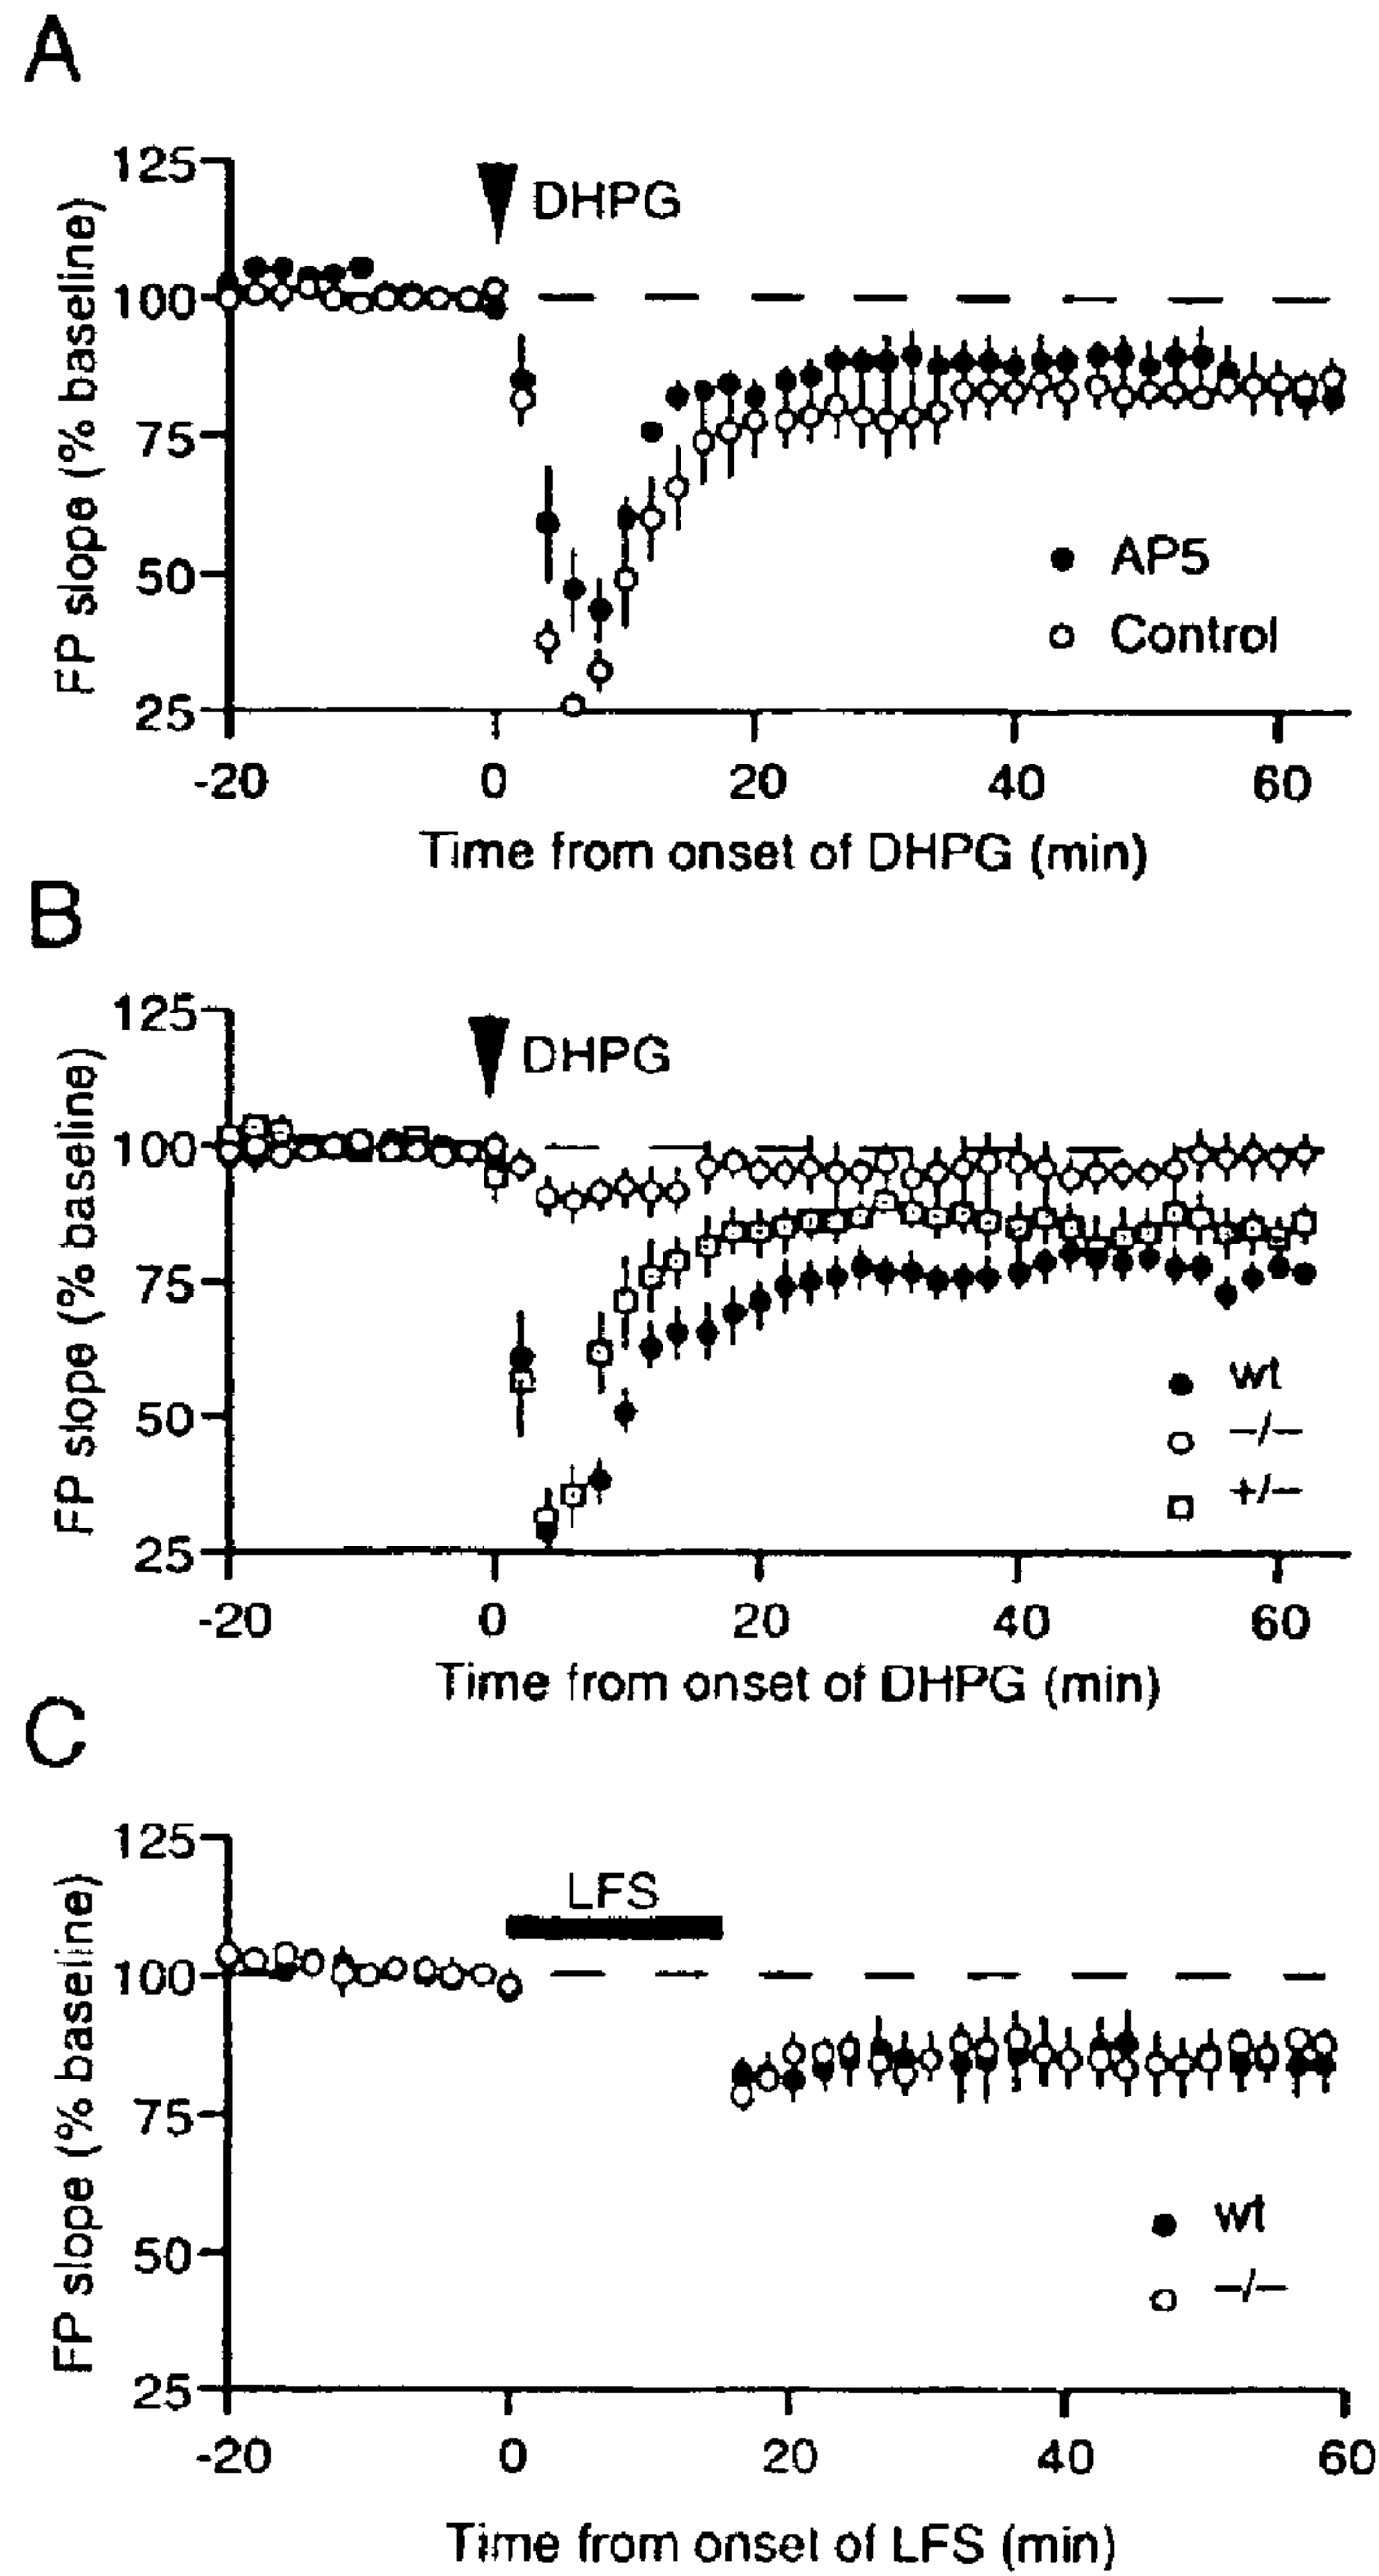 A
125
DHPG
100
75
50
AP5
Control
25
-20 0 20 40 60
FP slope (% baseline)
Time from onset of DHPG (min)
B
125
DHPG
100
75
50
wt
−/−
+/−
25
-20 0 20 40 60
FP slope (% baseline)
Time from onset of DHPG (min)
C
125
LFS
100
75
50
wt
−/−
25
-20 0 20 40 60
FP slope (% baseline)
Time from onset of LFS (min)